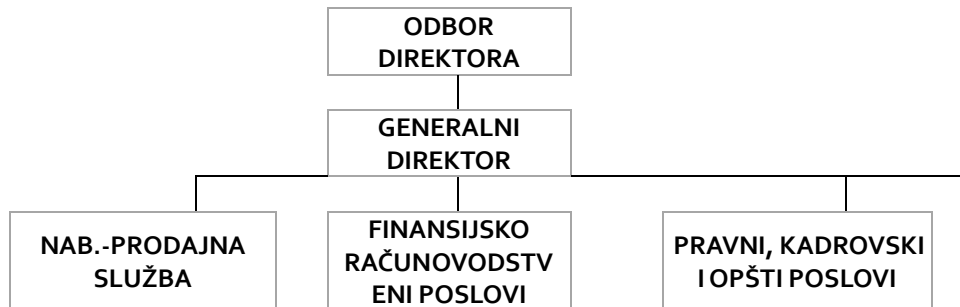 ODBOR
DIREKTORA
GENERALNI
DIREKTOR
NAB.-PRODAJNA
SLUŽBA
FINANSIJSKO
RAČUNOVODSTV
ENI POSLOVI
PRAVNI, KADROVSKI
I OPŠTI POSLOVI